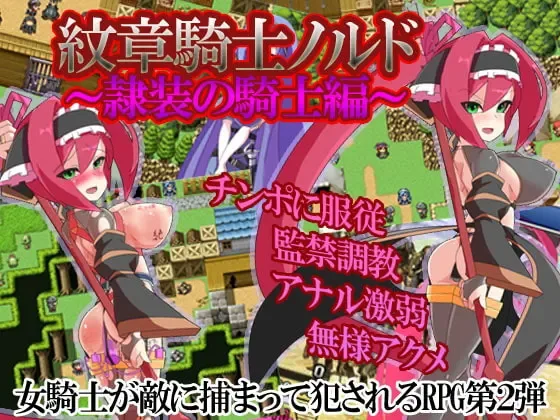 紋章騎士ノルド
～隷装の騎士編～
チンポに服従
監禁調教
アナル激弱
無様アクメ
女騎士が敵に捕まって犯されるRPG第2弾